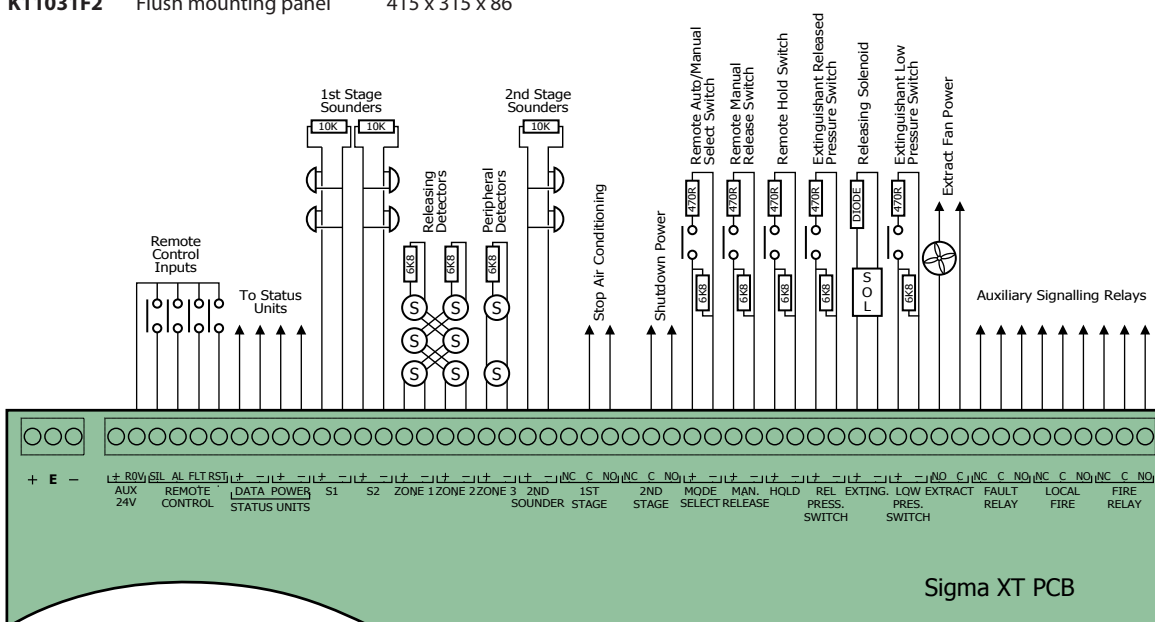 K11031F2 Flush mounting panel 415 x 315 x 86
1st Stage
Sounders
2nd Stage
Sounders
10K 10K 10K
Remote
Control
Inputs
To Status
Units
Releasing
Detectors
Peripheral
Detectors
6K8 6K8 6K8
S S S
S S
S S S
Stop Air Conditioning
Shutdown Power
Remote Auto/Manual
Select Switch
Remote Manual
Release Switch
Remote Hold Switch
Extinguishant Released
Pressure Switch
Releasing Solenoid
Extinguishant Low
Pressure Switch
Extract Fan Power
470R 470R 470R 470R DIODE 470R
6K8 6K8 6K8 6K8 6K8
S
O
L
Auxiliary Signalling Relays
+ E −
+ R0V SIL AL FLT RST + − + − + − + − + − + − + − + − NC C NO NC C NO + − + − + − + − + − + − NO C NC C NO NC C NO NC C NO
AUX
24V
REMOTE
CONTROL
DATA POWER
STATUS UNITS
S1
S2
ZONE 1
ZONE 2
ZONE 3
2ND
SOUNDER
1ST
STAGE
2ND
STAGE
MODE
SELECT
MAN.
RELEASE
HOLD
REL
PRESS.
SWITCH
EXTING.
LOW
PRES.
SWITCH
EXTRACT
FAULT
RELAY
LOCAL
FIRE
FIRE
RELAY
Sigma XT PCB